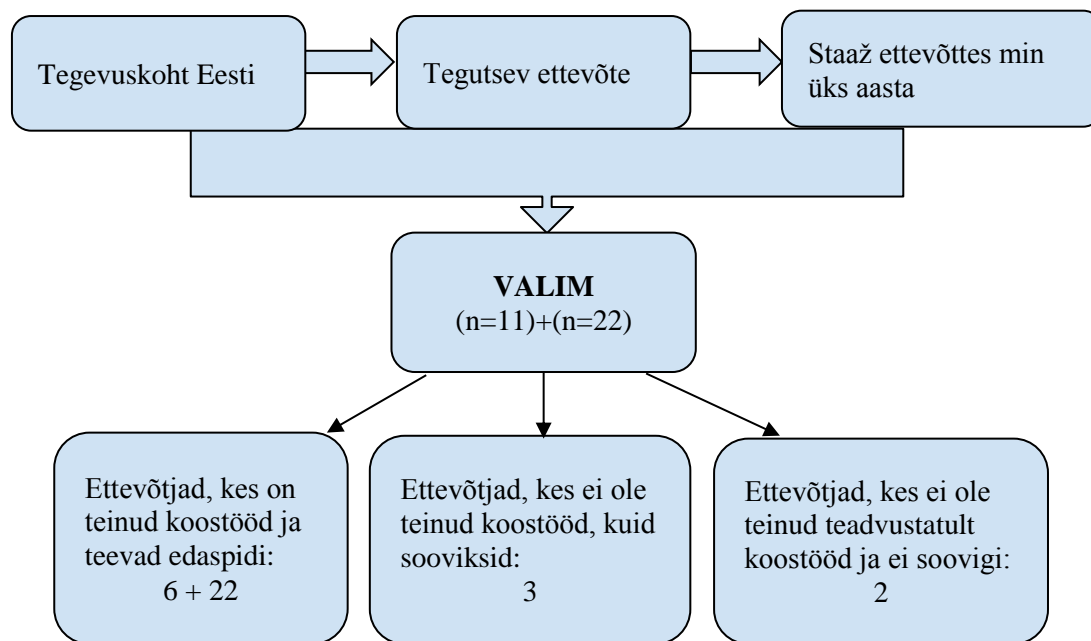 Tegevuskoht Eesti
Tegutsev ettevõte
Staaž ettevõttes min
üks aasta
VALIM
(n=11)+(n=22)
Ettevõtjad, kes on
teinud koostööd ja
teevad edaspidi:
6 + 22
Ettevõtjad, kes ei ole
teinud koostööd, kuid
sooviksid:
3
Ettevõtjad, kes ei ole
teinud teadvustatult
koostööd ja ei soovigi:
2